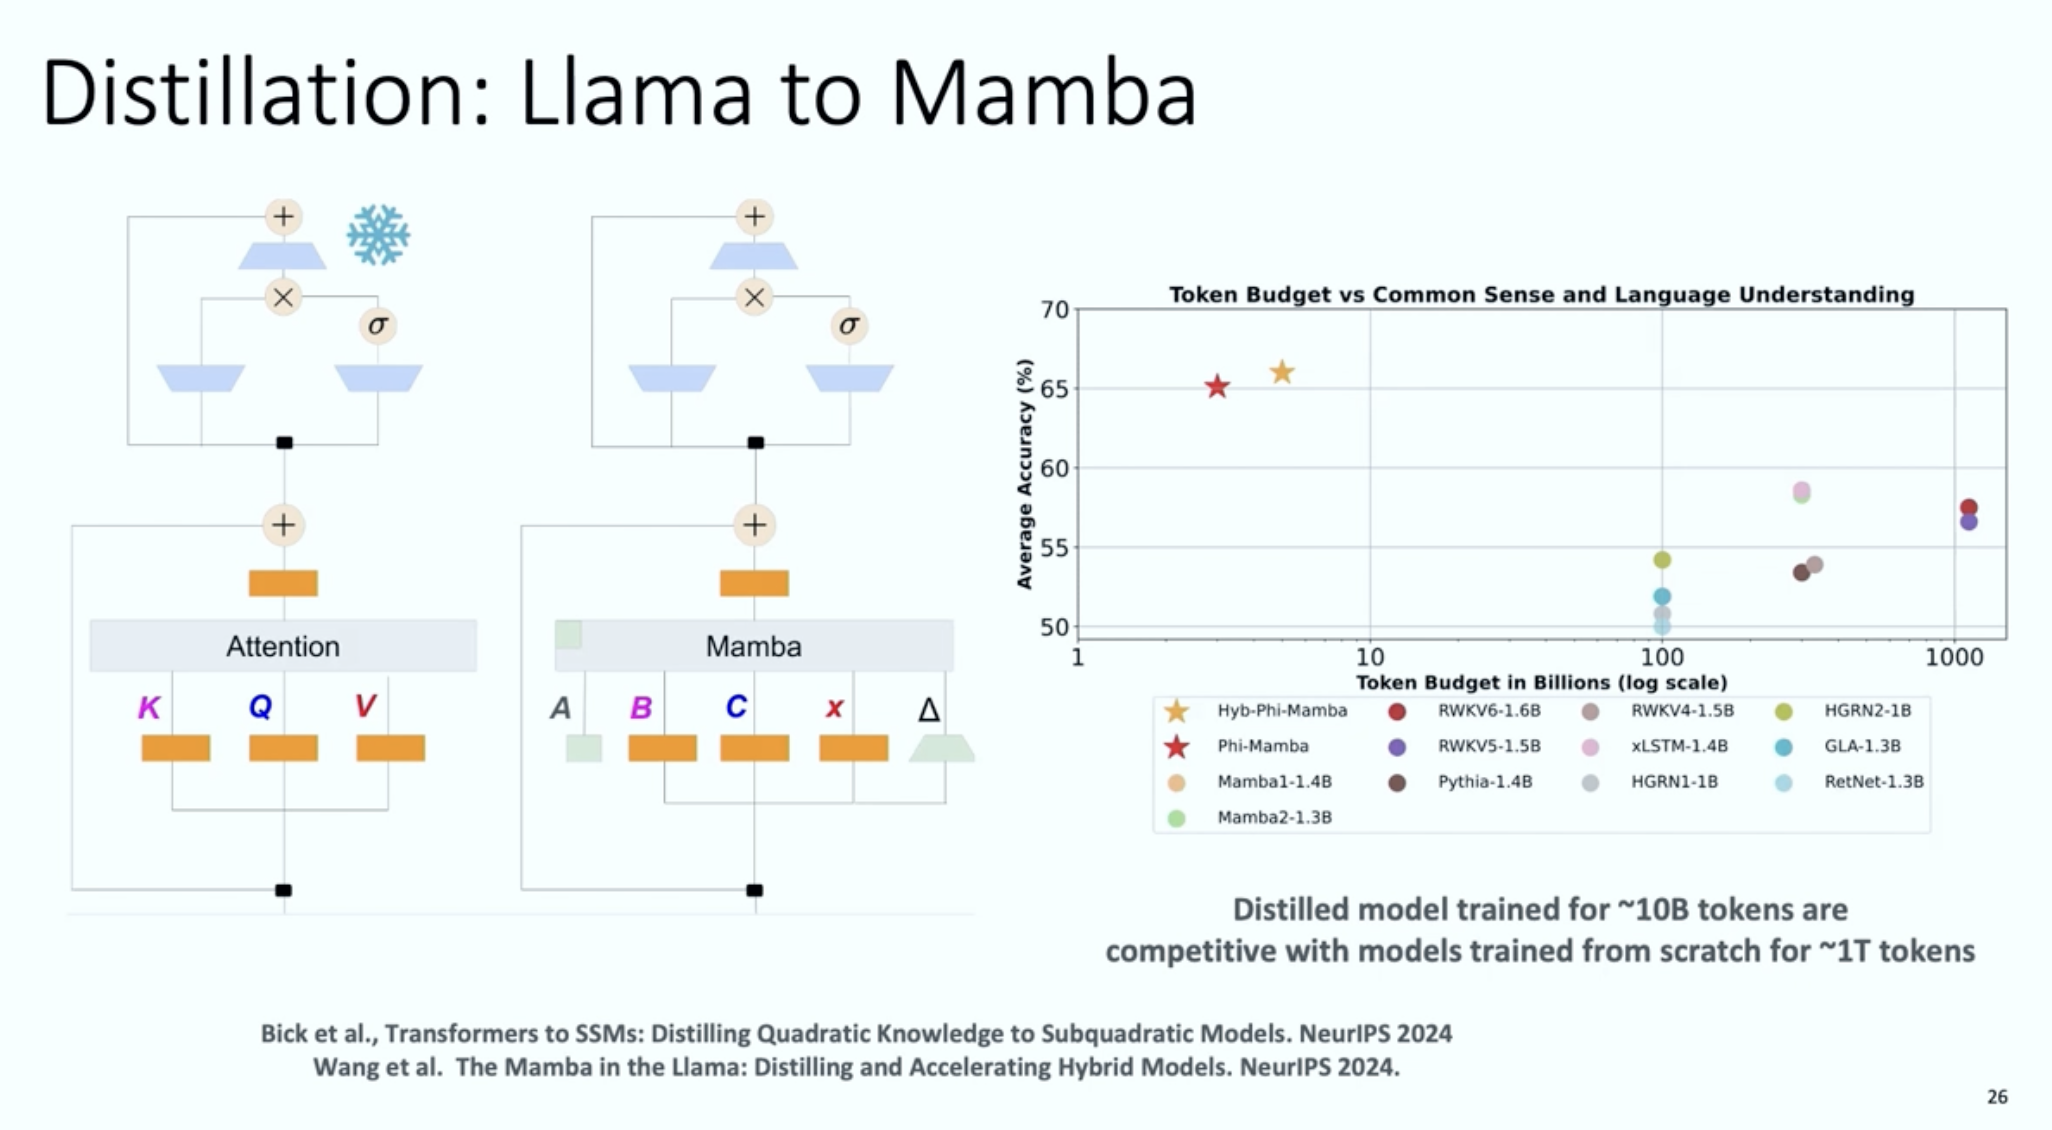 Distillation: Llama to Mamba
+
+
×
×
σ
σ
+
+
Attention
Mamba
K Q V
A B C x Δ
Token Budget vs Common Sense and Language Understanding
Average Accuracy (%)
70
65
60
55
50
1 10 100 1000
Token Budget in Billions (log scale)
Hyb-Phi-Mamba RWKV6-1.6B RWKV4-1.5B HGRN2-1B
Phi-Mamba RWKV5-1.5B xLSTM-1.4B GLA-1.3B
Mamba1-1.4B Pythia-1.4B HGRN1-1B RetNet-1.3B
Mamba2-1.3B
Distilled model trained for ~10B tokens are
competitive with models trained from scratch for ~1T tokens
Bick et al., Transformers to SSMs: Distilling Quadratic Knowledge to Subquadratic Models. NeurIPS 2024
Wang et al. The Mamba in the Llama: Distilling and Accelerating Hybrid Models. NeurIPS 2024.
26